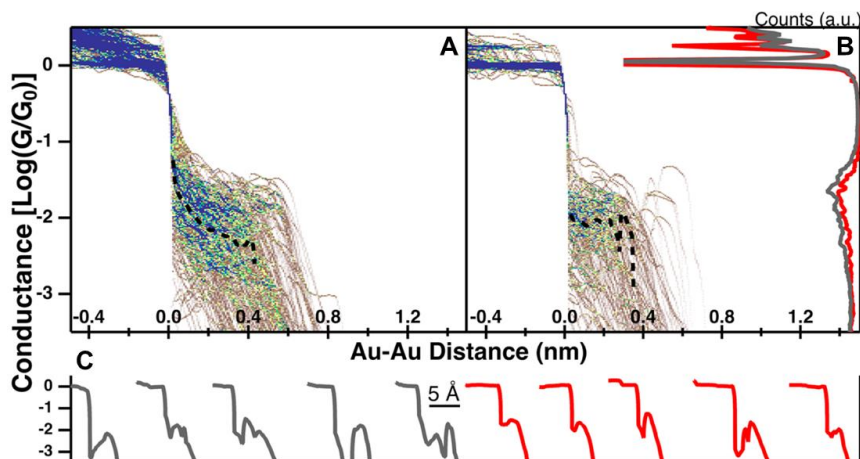 Counts (a.u.)
A
B
Conductance [Log(G/G₀)]
0
-1
-2
-3
-0.4 0.0 0.4 0.8 1.2 -0.4 0.0 0.4 0.8 1.2
Au-Au Distance (nm)
C
0
-1
-2
-3
5 Å